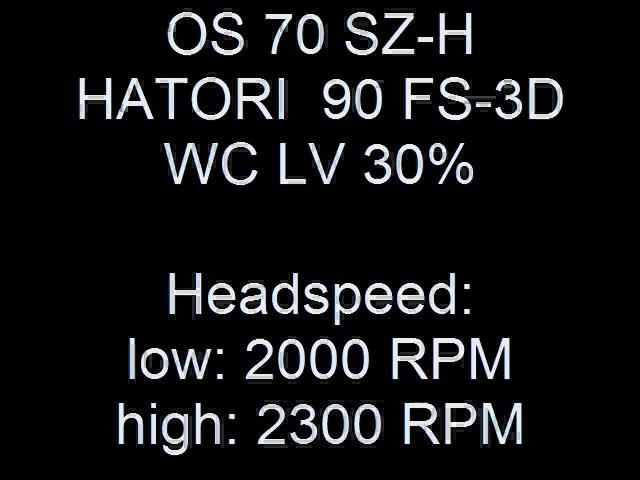 OS 70 SZ-H
HATORI 90 FS-3D
WC LV 30%
Headspeed:
low: 2000 RPM
high: 2300 RPM